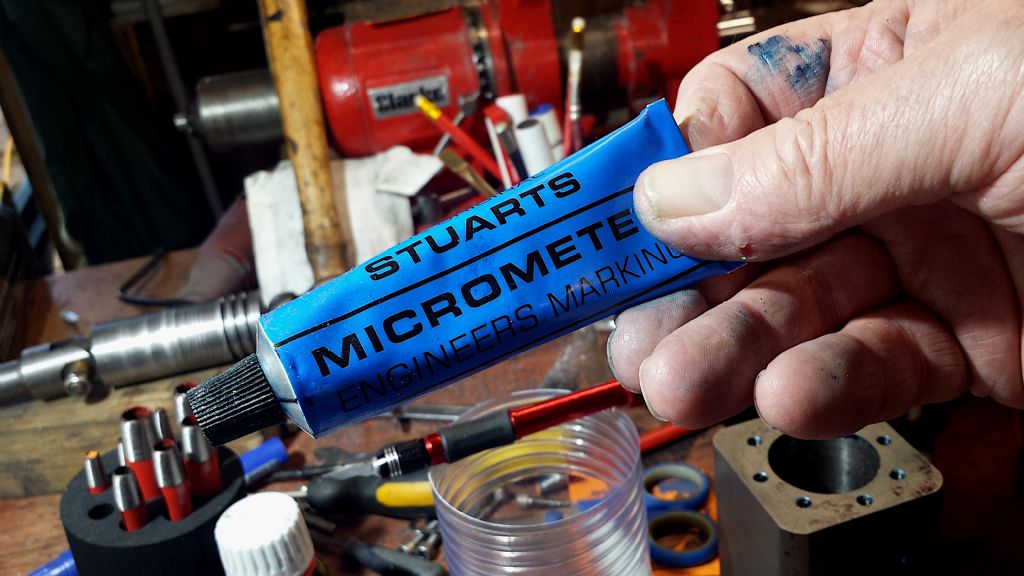 Clarke
STUARTS
MICROMETE
ENGINEERS MARKING